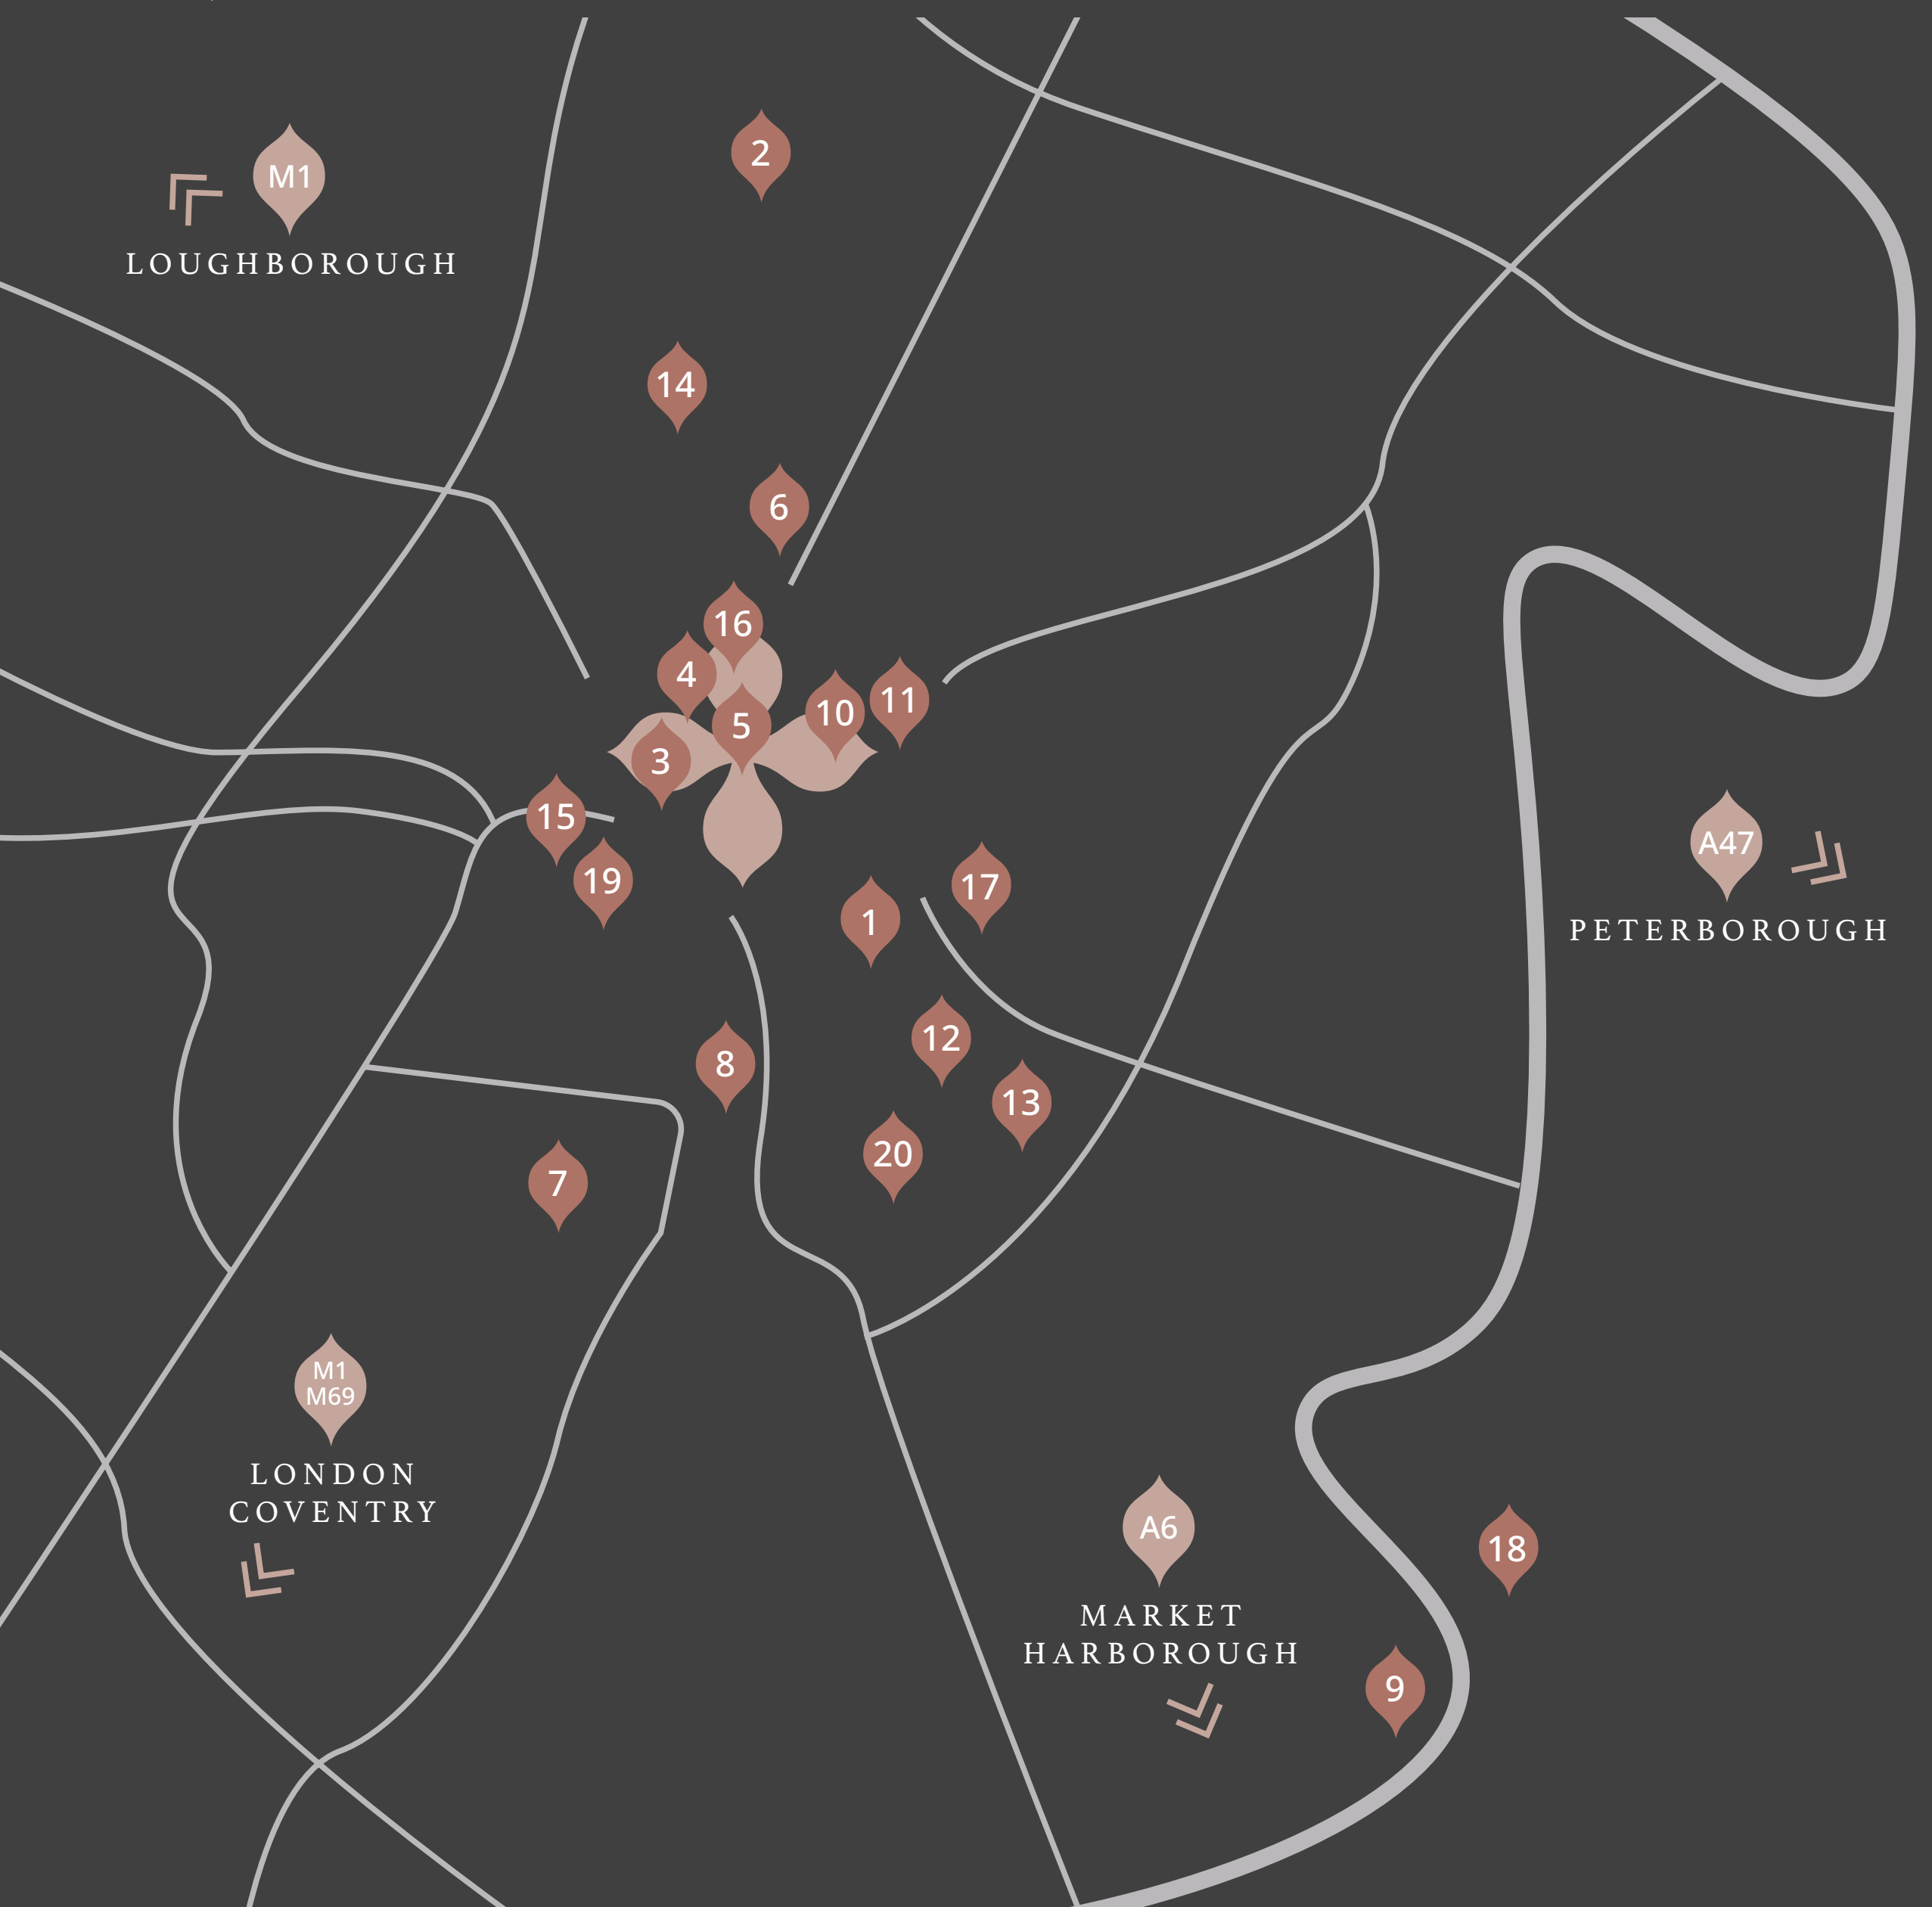 2
M1
LOUGHBOROUGH
14
6
16
4
11
10
5
3
15
A47
19
17
1
PETERBOROUGH
12
8
13
20
7
M1
M69
LONDON
COVENTRY
A6
18
MARKET
HARBOROUGH
9